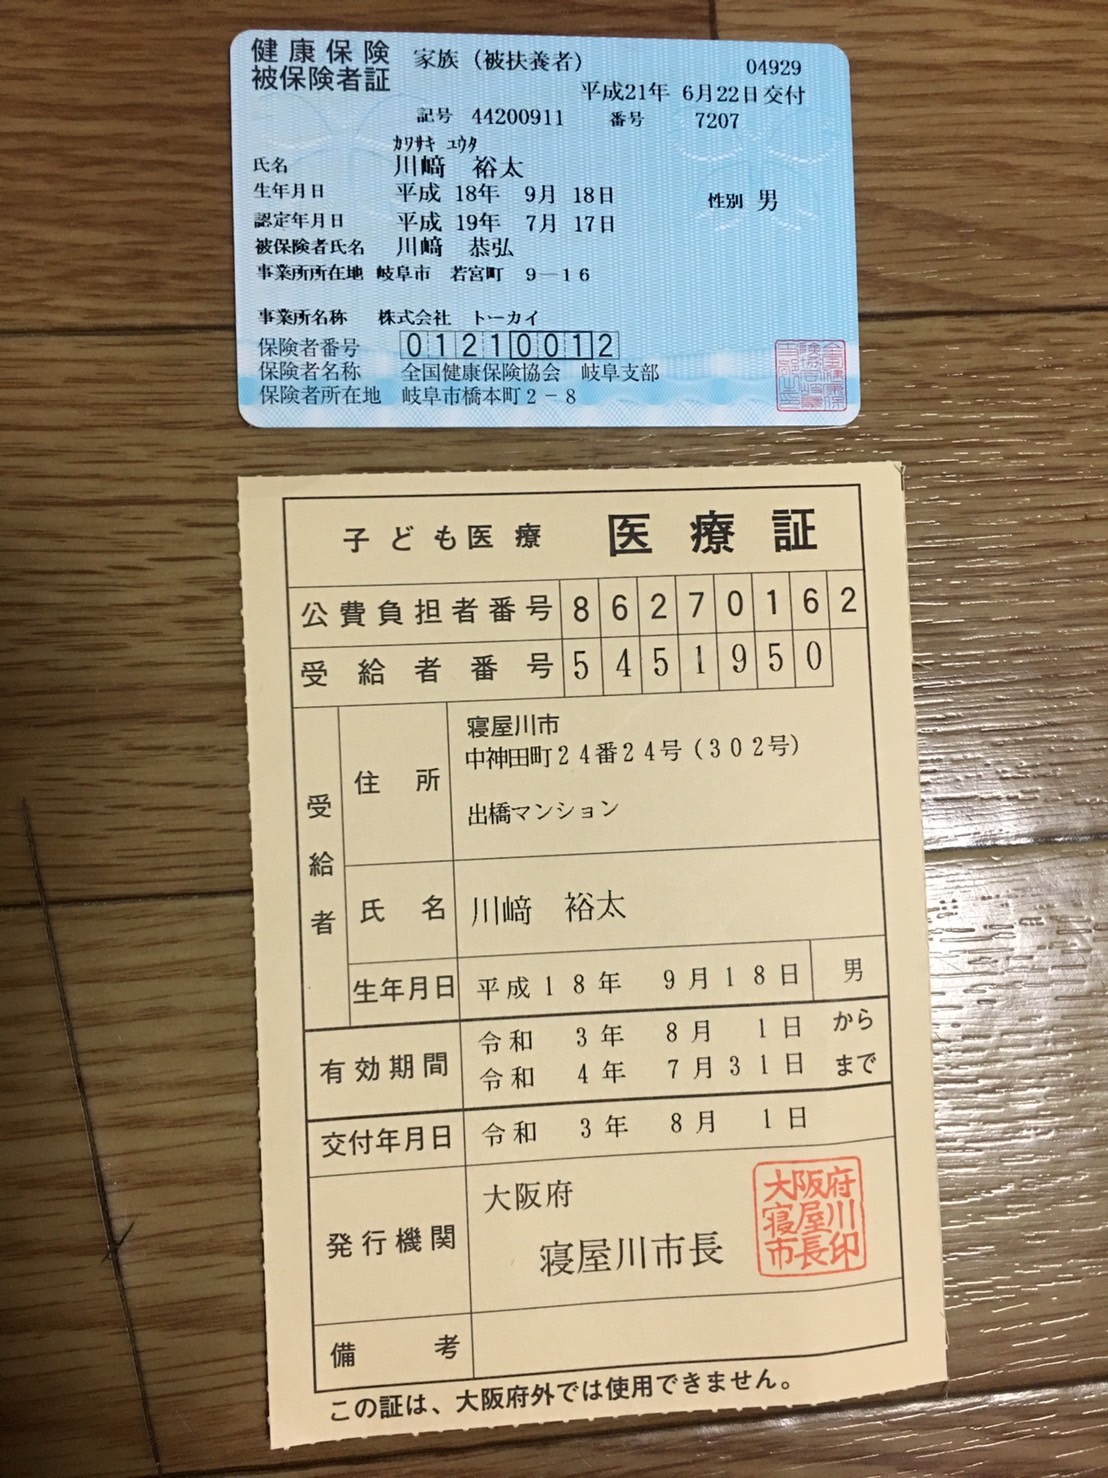 健康保険 家族（被扶養者） 04929
被保険者証 平成21年 6月22日交付
記号 44200911 番号 7207
カワサキ ユウタ
氏名 川﨑 裕太
生年月日 平成 18年 9月 18日 性別 男
認定年月日 平成 19年 7月 17日
被保険者氏名 川﨑 恭弘
事業所所在地 岐阜市 若宮町 9－16
事業所名称 株式会社 トーカイ
保険者番号 01210012
保険者名称 全国健康保険協会 岐阜支部
保険者所在地 岐阜市橋本町2－8
子ども医療 医療証
公費負担者番号 86270162
受給者番号 5451950
受給者
住所 寝屋川市
中神田町24番24号（302号）
出橋マンション
氏名 川﨑 裕太
生年月日 平成18年 9月18日 男
有効期間 令和 3年 8月 1日 から
令和 4年 7月31日 まで
交付年月日 令和 3年 8月 1日
発行機関 大阪府
寝屋川市長
大阪府
寝屋川
市長印
備考
この証は、大阪府外では使用できません。